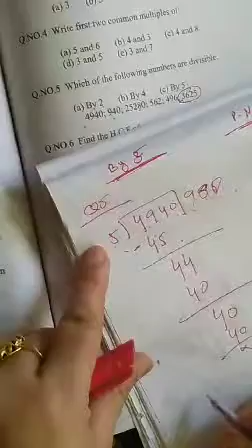 (a) 3
Q.NO.4 Write first two common multiples of:
(a) 5 and 6 (b) 4 and 3 (c) 4 and 8
(d) 3 and 5 (e) 3 and 7
Q.NO.5 Which of the following numbers are divisible.
(a) By 2 (b) By 4 (c) By 5
4940; 940; 25280; 562; 496; 3625
Q.NO.6 Find the H.C.F
By 5
5 ) 4940 ) 988
- 45
44
40
40
40